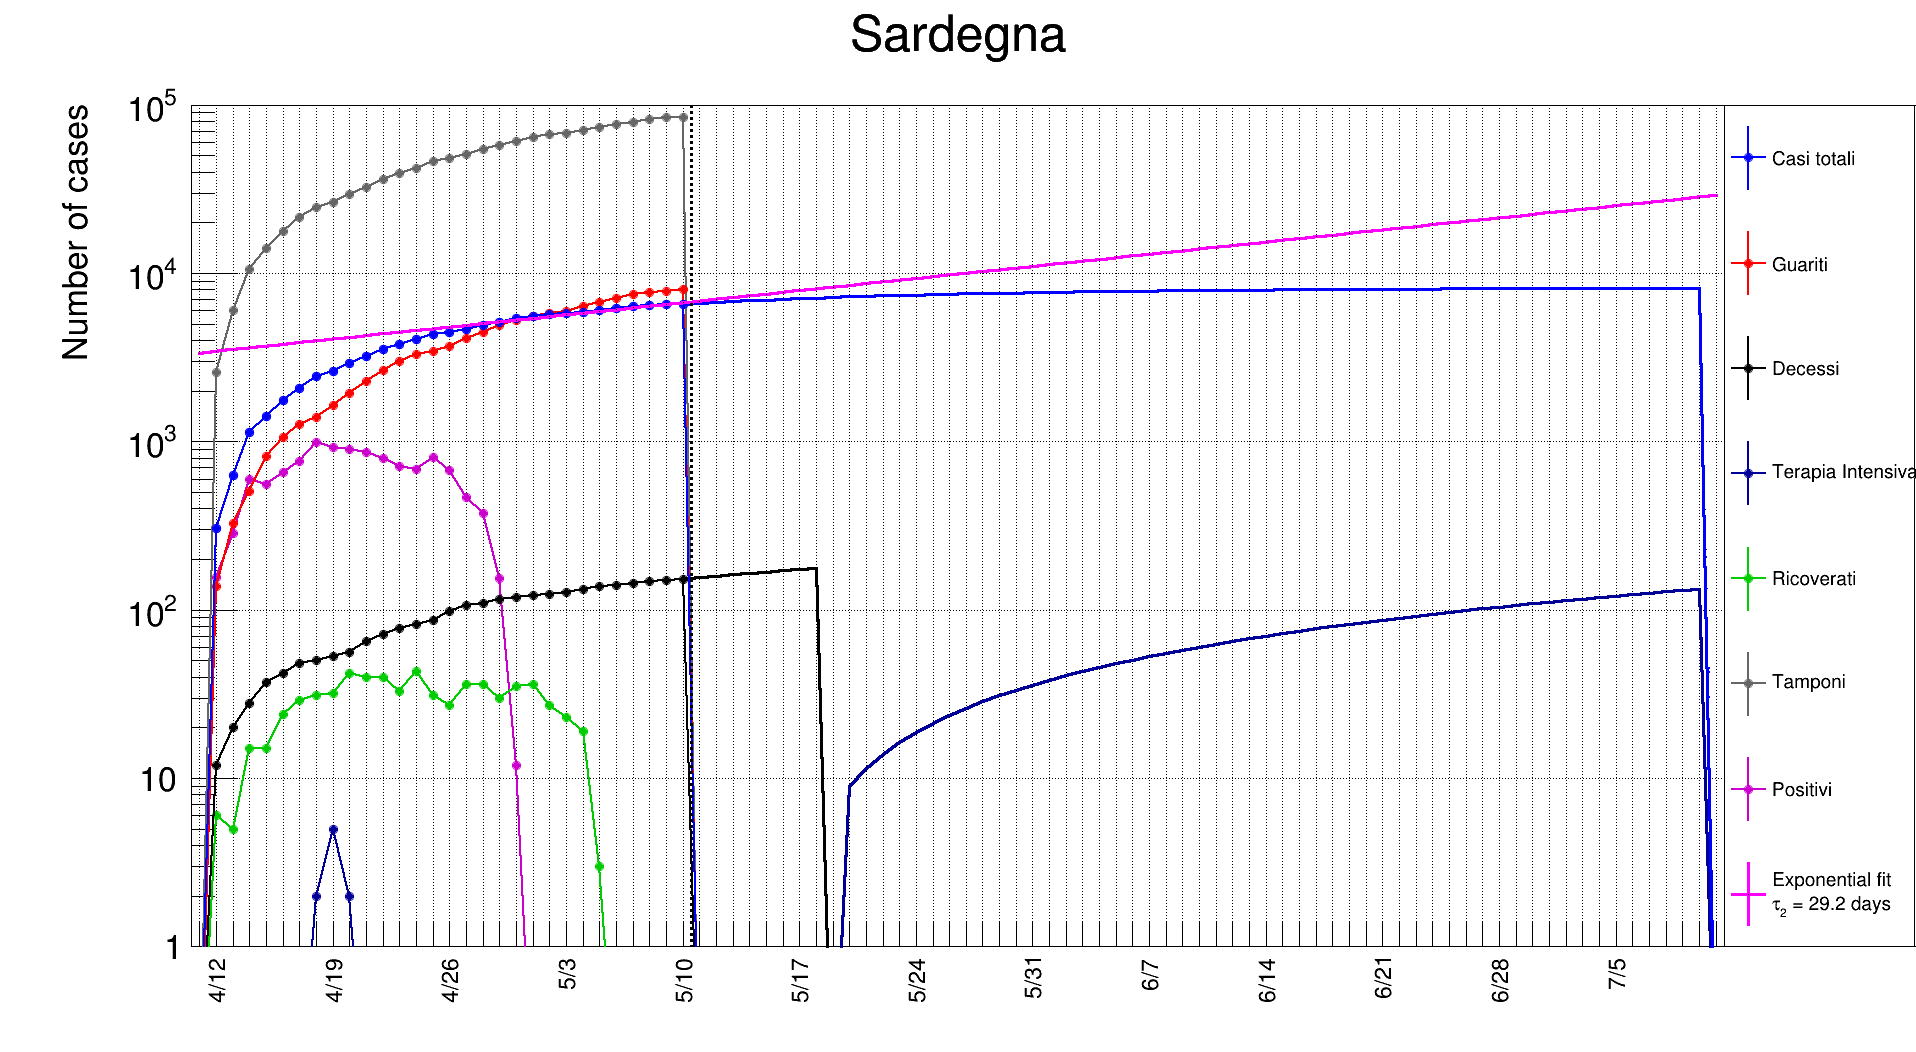 Sardegna
Number of cases
10^5
10^4
10^3
10^2
10
1
4/12
4/19
4/26
5/3
5/10
5/17
5/24
5/31
6/7
6/14
6/21
6/28
7/5
Casi totali
Guariti
Decessi
Terapia Intensiva
Ricoverati
Tamponi
Positivi
Exponential fit
τ₂ = 29.2 days